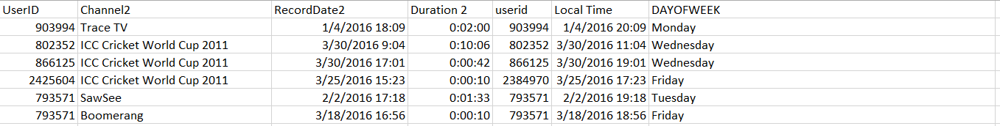 UserID Channel2 RecordDate2 Duration 2 userid Local Time DAYOFWEEK
903994 Trace TV 1/4/2016 18:09 0:02:00 903994 1/4/2016 20:09 Monday
802352 ICC Cricket World Cup 2011 3/30/2016 9:04 0:10:06 802352 3/30/2016 11:04 Wednesday
866125 ICC Cricket World Cup 2011 3/30/2016 17:01 0:00:42 866125 3/30/2016 19:01 Wednesday
2425604 ICC Cricket World Cup 2011 3/25/2016 15:23 0:00:10 2384970 3/25/2016 17:23 Friday
793571 SawSee 2/2/2016 17:18 0:01:33 793571 2/2/2016 19:18 Tuesday
793571 Boomerang 3/18/2016 16:56 0:00:10 793571 3/18/2016 18:56 Friday